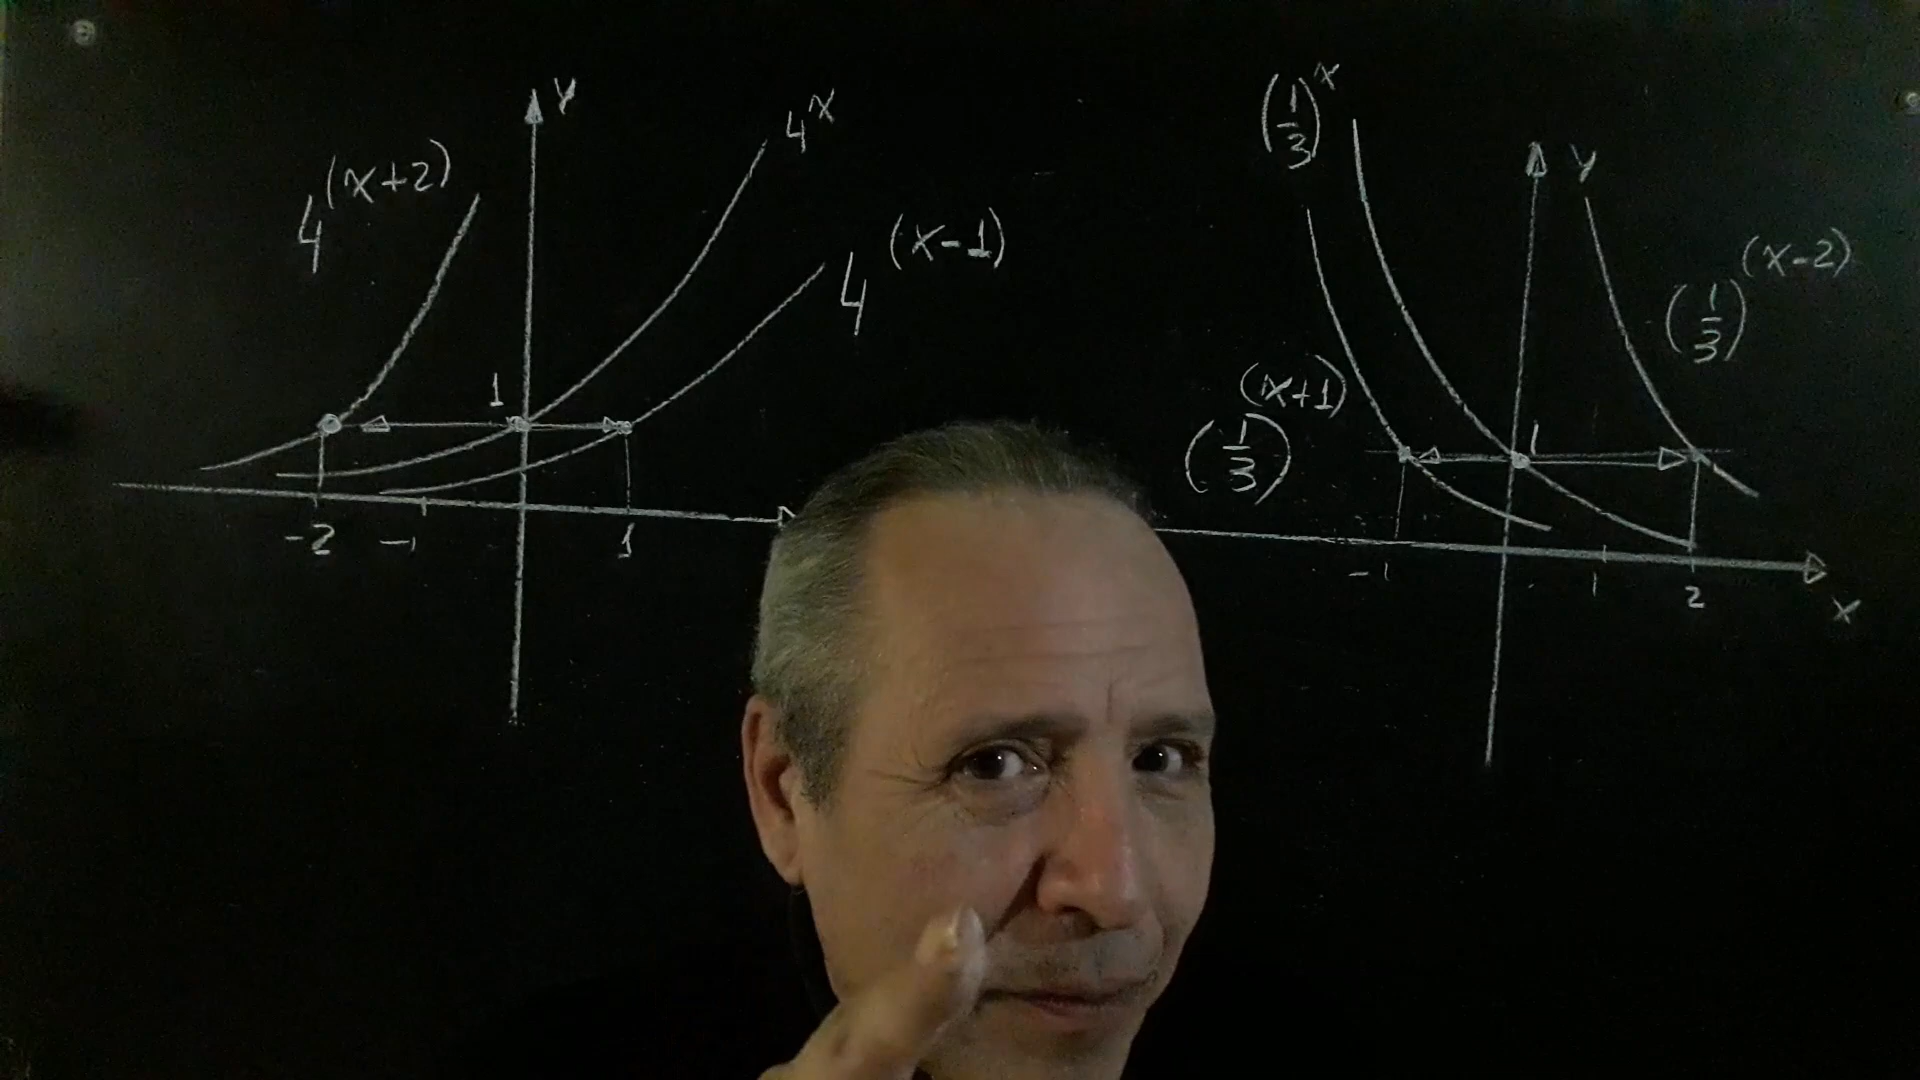 y
4^x
4^(x+2)
4^(x-1)
1
-2 -1 1
(1/3)^x
y
(1/3)^(x-2)
(1/3)^(x+1)
1
-1 1 2
x